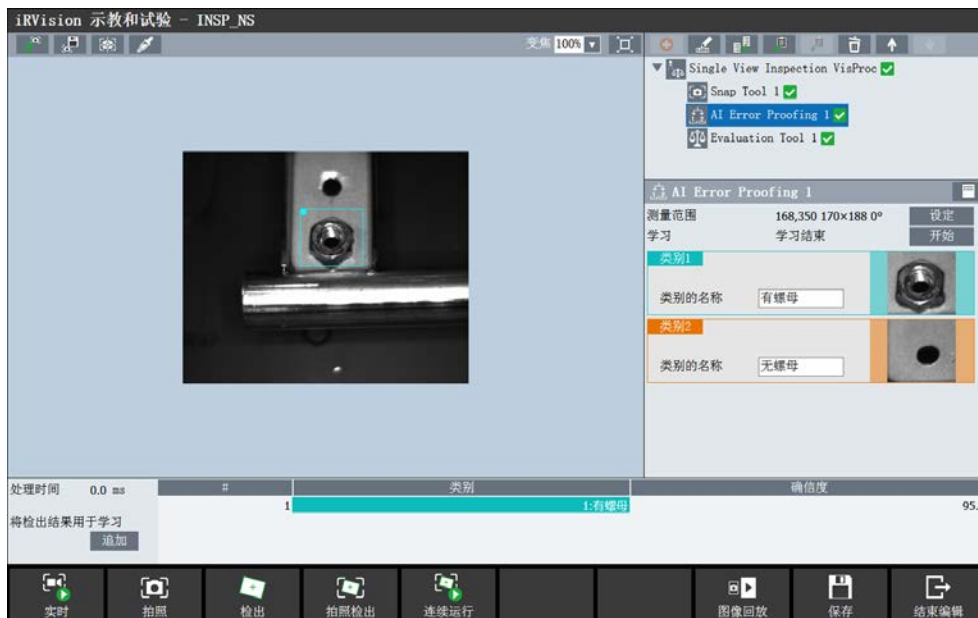 iRVision 示教和试验 - INSP_NS
变焦 100%
Single View Inspection VisProc
Snap Tool 1
AI Error Proofing 1
Evaluation Tool 1
AI Error Proofing 1
测量范围 168,350 170×188 0° 设定
学习 学习结束 开始
类别1
类别的名称 有螺母
类别2
类别的名称 无螺母
处理时间 0.0 ms
# 类别 确信度
1 1:有螺母 95.
将检出结果用于学习
追加
实时 拍照 检出 拍照检出 连续运行 图像回放 保存 结束编辑